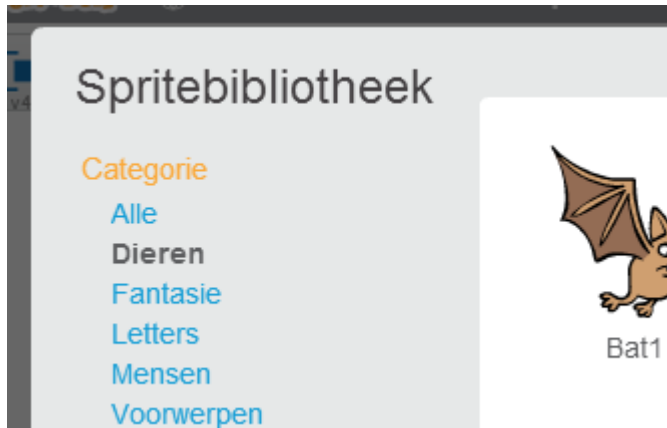 Spritebibliotheek
Categorie
Alle
Dieren
Fantasie
Letters
Mensen
Voorwerpen
Bat1